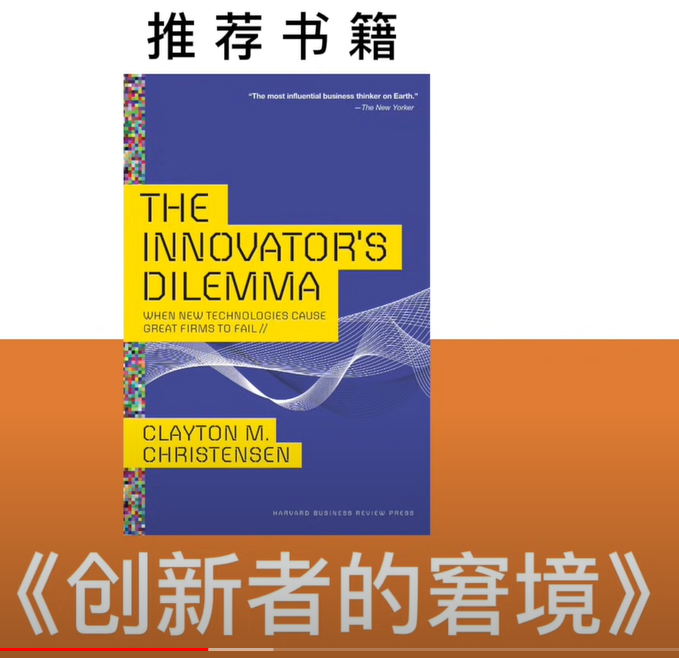 推荐书籍
“The most influential business thinker on Earth.”
—The New Yorker
THE
INNOVATOR'S
DILEMMA
WHEN NEW TECHNOLOGIES CAUSE
GREAT FIRMS TO FAIL//
CLAYTON M.
CHRISTENSEN
HARVARD BUSINESS REVIEW PRESS
《创新者的窘境》